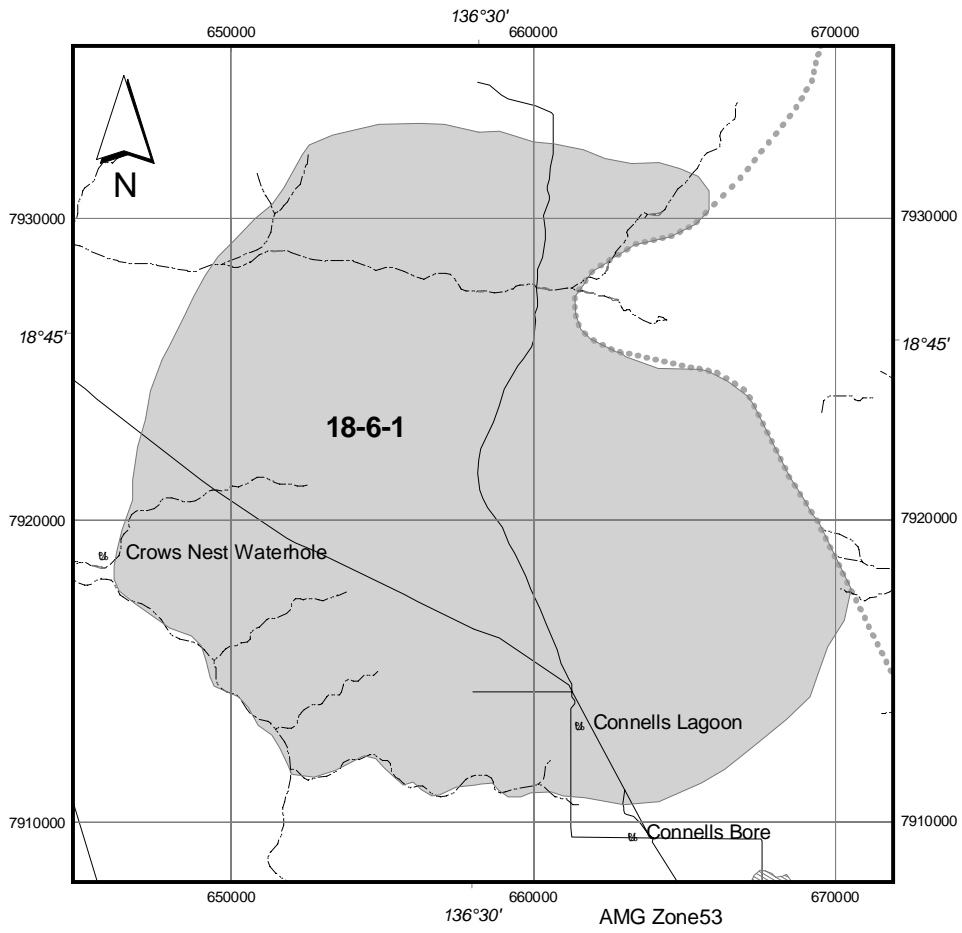 136°30'
650000 660000 670000
N
7930000 7930000
18°45' 18°45'
18-6-1
7920000 7920000
Crows Nest Waterhole
Connells Lagoon
7910000 Connells Bore 7910000
650000 660000 670000
136°30' AMG Zone53